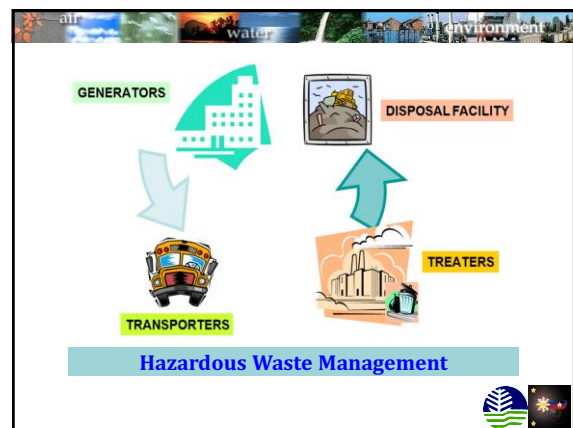 air
water
environment
GENERATORS
DISPOSAL FACILITY
TRANSPORTERS
TREATERS
Hazardous Waste Management